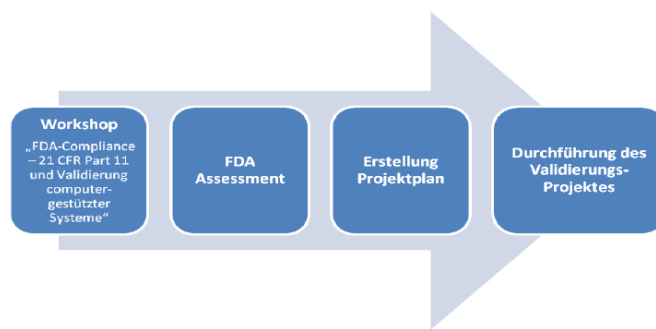 Workshop
„FDA-Compliance
– 21 CFR Part 11
und Validierung
computer-
gestützter
Systeme“
FDA
Assessment
Erstellung
Projektplan
Durchführung des
Validierungs-
Projektes